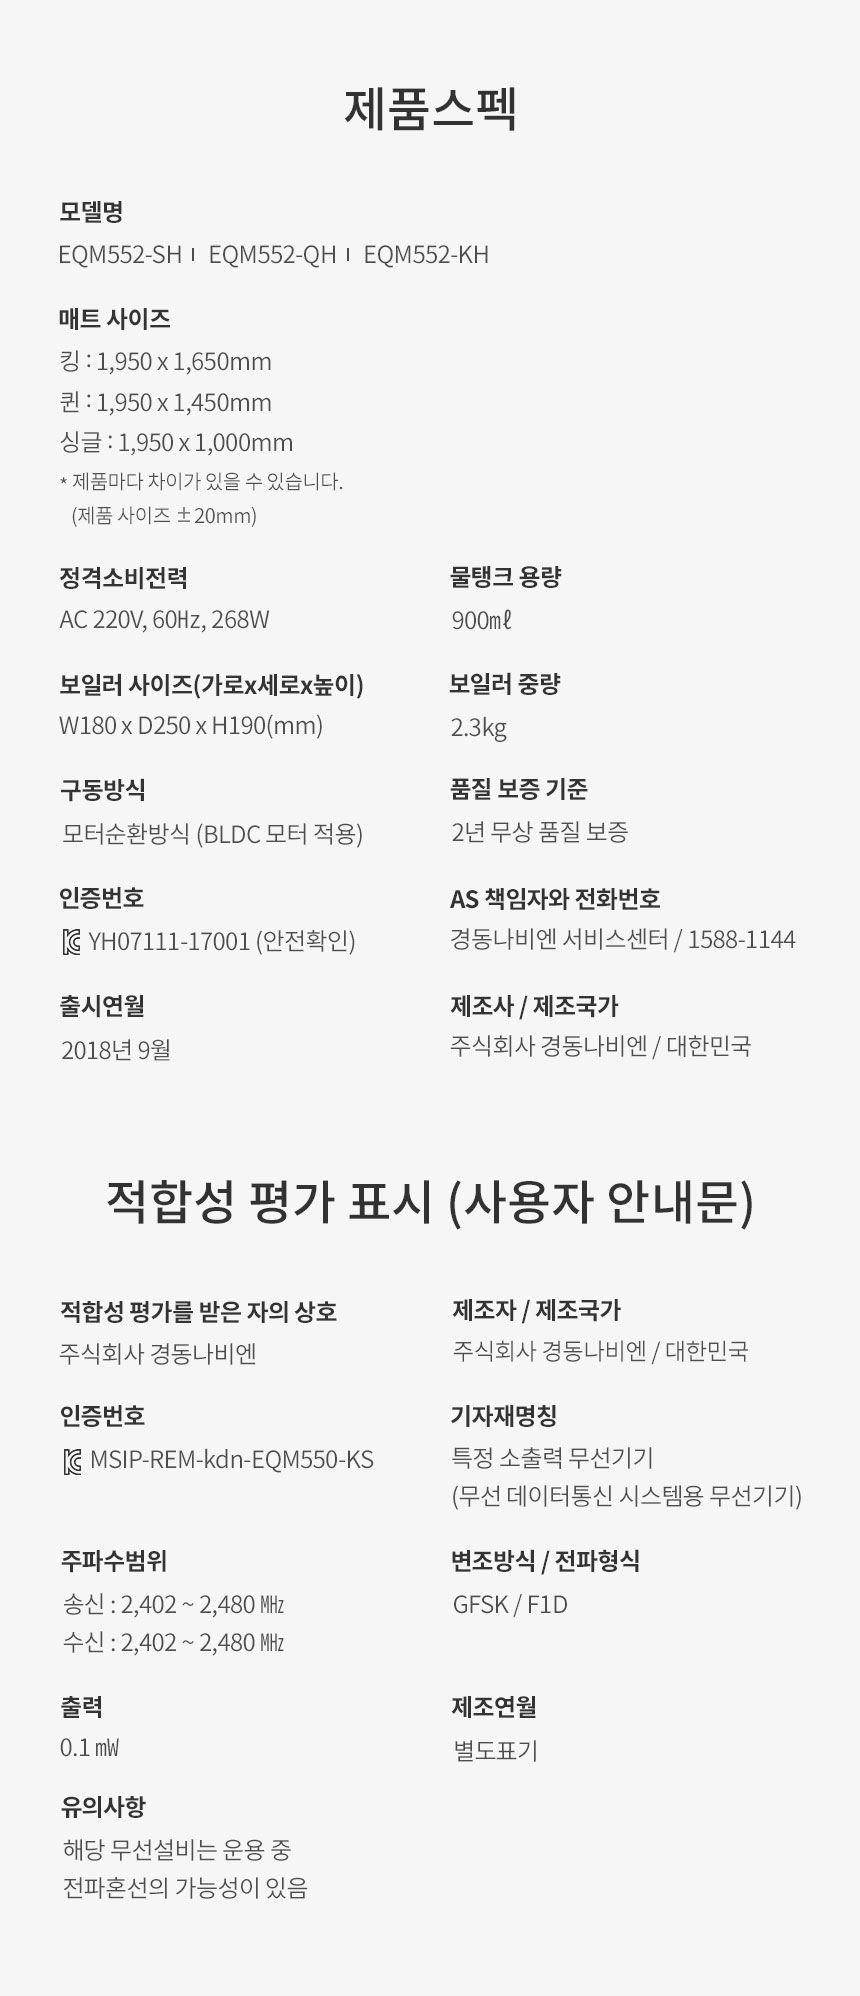 제품스펙
모델명
EQM552-SH ı EQM552-QH ı EQM552-KH
매트 사이즈
킹 : 1,950 x 1,650mm
퀸 : 1,950 x 1,450mm
싱글 : 1,950 x 1,000mm
* 제품마다 차이가 있을 수 있습니다.
(제품 사이즈 ±20mm)
정격소비전력
AC 220V, 60Hz, 268W
물탱크 용량
900㎖
보일러 사이즈(가로x세로x높이)
W180 x D250 x H190(mm)
보일러 중량
2.3kg
구동방식
모터순환방식 (BLDC 모터 적용)
품질 보증 기준
2년 무상 품질 보증
인증번호
YH07111-17001 (안전확인)
AS 책임자와 전화번호
경동나비엔 서비스센터 / 1588-1144
출시연월
2018년 9월
제조사 / 제조국가
주식회사 경동나비엔 / 대한민국
적합성 평가 표시 (사용자 안내문)
적합성 평가를 받은 자의 상호
주식회사 경동나비엔
제조자 / 제조국가
주식회사 경동나비엔 / 대한민국
인증번호
MSIP-REM-kdn-EQM550-KS
기자재명칭
특정 소출력 무선기기
(무선 데이터통신 시스템용 무선기기)
주파수범위
송신 : 2,402 ~ 2,480 ㎒
수신 : 2,402 ~ 2,480 ㎒
변조방식 / 전파형식
GFSK / F1D
출력
0.1 ㎽
제조연월
별도표기
유의사항
해당 무선설비는 운용 중
전파혼선의 가능성이 있음